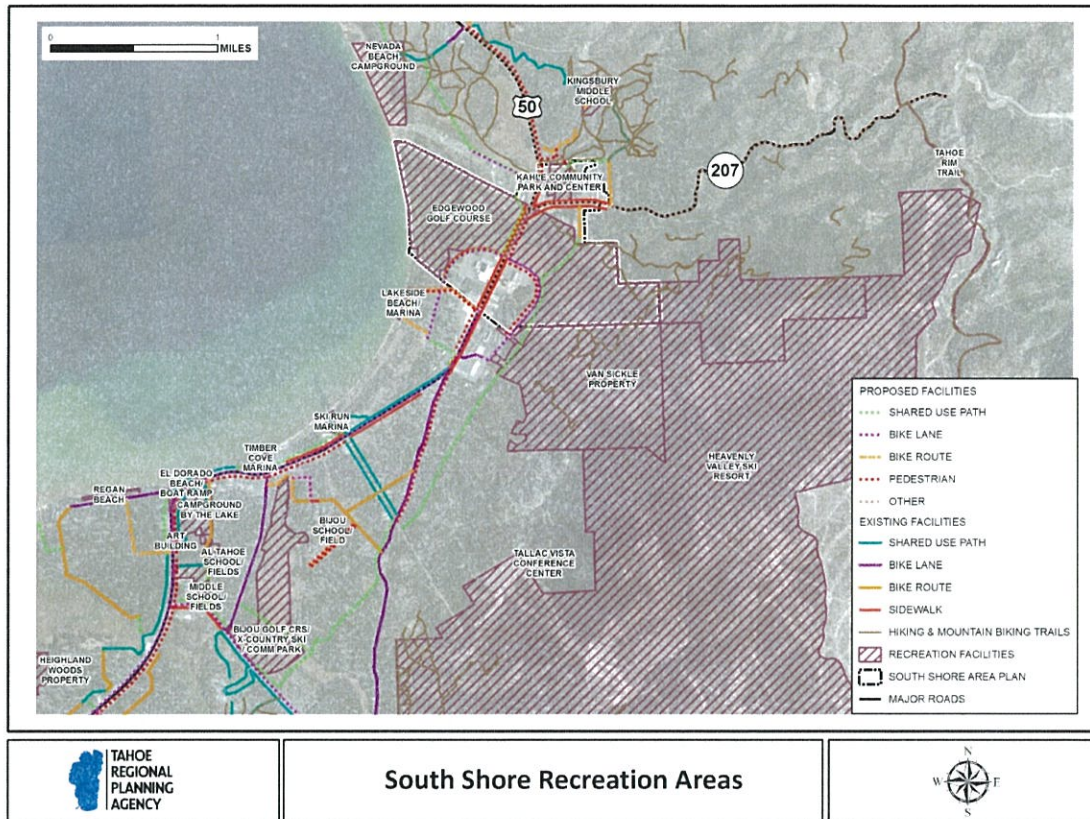 0
1
MILES
NEVADA
BEACH
CAMPGROUND
50
KINGSBURY
MIDDLE
SCHOOL
207
TAHOE
RIM
TRAIL
KAHLE COMMUNITY
PARK AND CENTER
EDGEWOOD
GOLF COURSE
LAKESIDE
BEACH/
MARINA
VAN SICKLE
PROPERTY
SKI RUN
MARINA
TIMBER
COVE
MARINA
EL DORADO
BEACH/
BOAT RAMP
REGAN
BEACH
CAMPGROUND
BY THE LAKE
ART
BUILDING
AL TAHOE
SCHOOL/
FIELDS
MIDDLE
SCHOOL/
FIELDS
BIJOU
SCHOOL/
FIELD
HEAVENLY
VALLEY SKI
RESORT
TALLAC VISTA
CONFERENCE
CENTER
BIJOU GOLF CRS/
X-COUNTRY SKI
/ COMM PARK
HEIGHLAND
WOODS
PROPERTY
PROPOSED FACILITIES
SHARED USE PATH
BIKE LANE
BIKE ROUTE
PEDESTRIAN
OTHER
EXISTING FACILITIES
SHARED USE PATH
BIKE LANE
BIKE ROUTE
SIDEWALK
HIKING & MOUNTAIN BIKING TRAILS
RECREATION FACILITIES
SOUTH SHORE AREA PLAN
MAJOR ROADS
TAHOE
REGIONAL
PLANNING
AGENCY
South Shore Recreation Areas
N
W
E
S